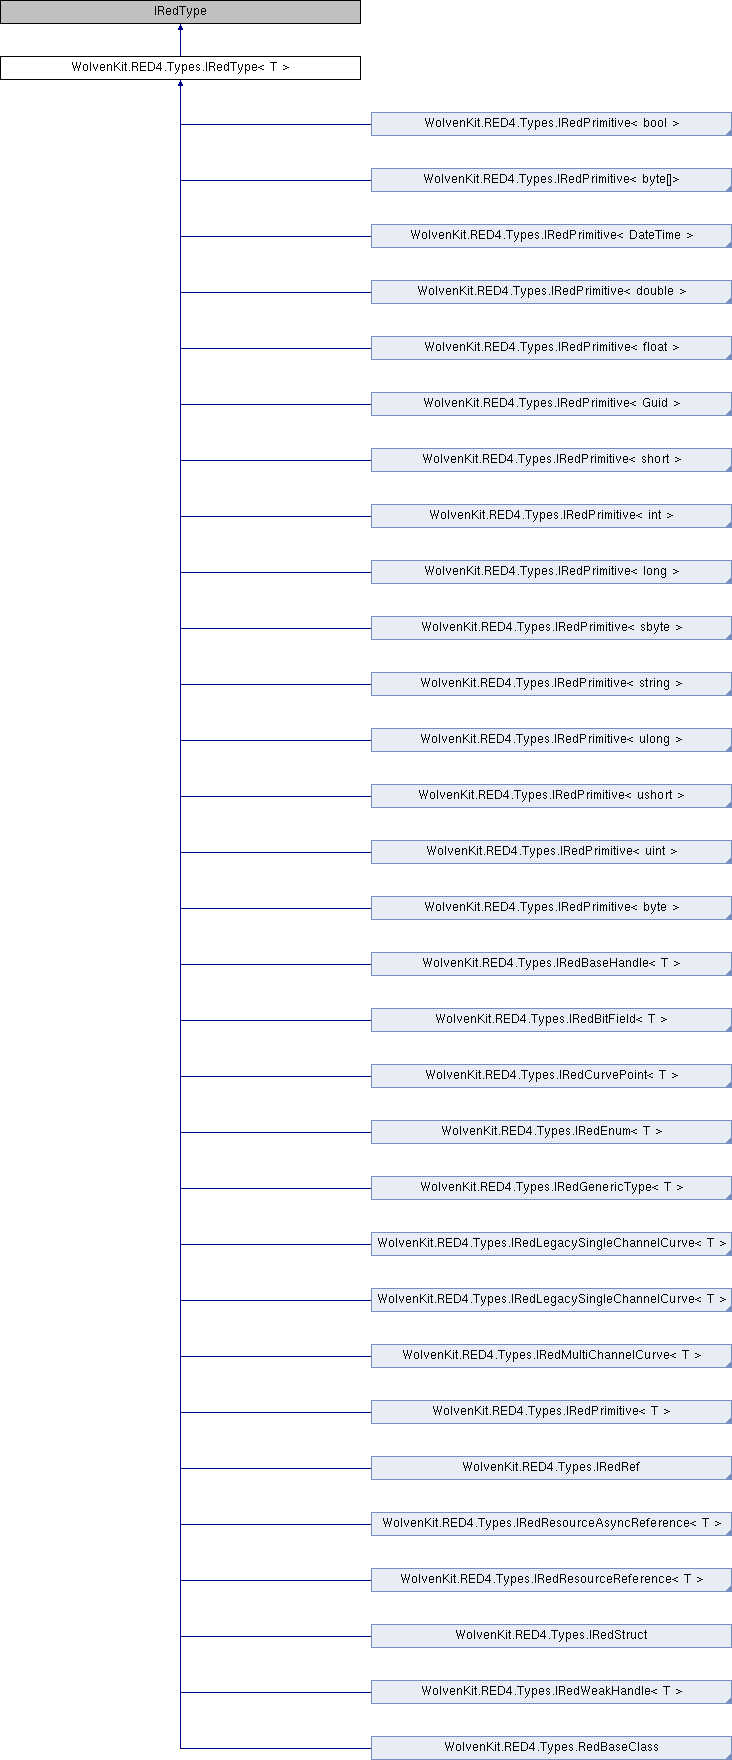 IRedType
WolvenKit.RED4.Types.IRedType< T >
WolvenKit.RED4.Types.IRedPrimitive< bool >
WolvenKit.RED4.Types.IRedPrimitive< byte[]>
WolvenKit.RED4.Types.IRedPrimitive< DateTime >
WolvenKit.RED4.Types.IRedPrimitive< double >
WolvenKit.RED4.Types.IRedPrimitive< float >
WolvenKit.RED4.Types.IRedPrimitive< Guid >
WolvenKit.RED4.Types.IRedPrimitive< short >
WolvenKit.RED4.Types.IRedPrimitive< int >
WolvenKit.RED4.Types.IRedPrimitive< long >
WolvenKit.RED4.Types.IRedPrimitive< sbyte >
WolvenKit.RED4.Types.IRedPrimitive< string >
WolvenKit.RED4.Types.IRedPrimitive< ulong >
WolvenKit.RED4.Types.IRedPrimitive< ushort >
WolvenKit.RED4.Types.IRedPrimitive< uint >
WolvenKit.RED4.Types.IRedPrimitive< byte >
WolvenKit.RED4.Types.IRedBaseHandle< T >
WolvenKit.RED4.Types.IRedBitField< T >
WolvenKit.RED4.Types.IRedCurvePoint< T >
WolvenKit.RED4.Types.IRedEnum< T >
WolvenKit.RED4.Types.IRedGenericType< T >
WolvenKit.RED4.Types.IRedLegacySingleChannelCurve< T >
WolvenKit.RED4.Types.IRedLegacySingleChannelCurve< T >
WolvenKit.RED4.Types.IRedMultiChannelCurve< T >
WolvenKit.RED4.Types.IRedPrimitive< T >
WolvenKit.RED4.Types.IRedRef
WolvenKit.RED4.Types.IRedResourceAsyncReference< T >
WolvenKit.RED4.Types.IRedResourceReference< T >
WolvenKit.RED4.Types.IRedStruct
WolvenKit.RED4.Types.IRedWeakHandle< T >
WolvenKit.RED4.Types.RedBaseClass